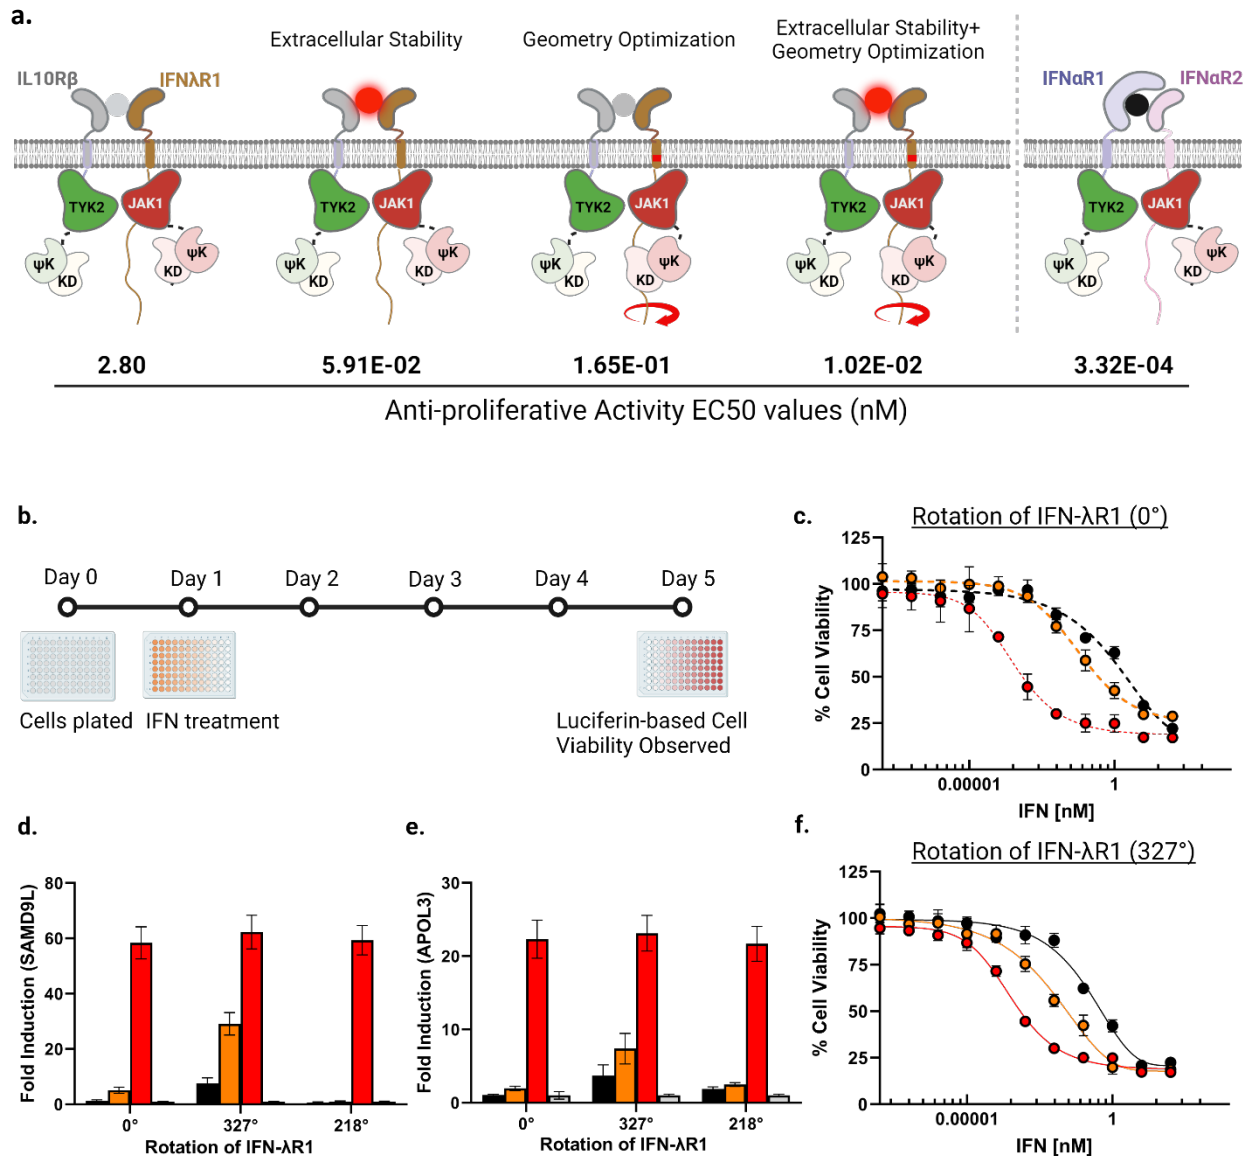 a.
Extracellular Stability
Geometry Optimization
Extracellular Stability+
Geometry Optimization
IL10Rβ
IFNλR1
IFNαR1
IFNαR2
TYK2
JAK1
ΨK
KD
KD
ΨK
TYK2
JAK1
ΨK
KD
KD
ΨK
TYK2
JAK1
ΨK
KD
KD
ΨK
TYK2
JAK1
ΨK
KD
KD
ΨK
TYK2
JAK1
ΨK
KD
KD
ΨK
2.80
5.91E-02
1.65E-01
1.02E-02
3.32E-04
Anti-proliferative Activity EC50 values (nM)
b.
Day 0
Day 1
Day 2
Day 3
Day 4
Day 5
Cells plated
IFN treatment
Luciferin-based Cell
Viability Observed
c.
Rotation of IFN-λR1 (0°)
% Cell Viability
125
100
75
50
25
0
0.00001
1
IFN [nM]
d.
Fold Induction (SAMD9L)
80
60
40
20
0
0°
327°
218°
Rotation of IFN-λR1
e.
Fold Induction (APOL3)
30
20
10
0
0°
327°
218°
Rotation of IFN-λR1
f.
Rotation of IFN-λR1 (327°)
% Cell Viability
125
100
75
50
25
0
0.00001
1
IFN [nM]